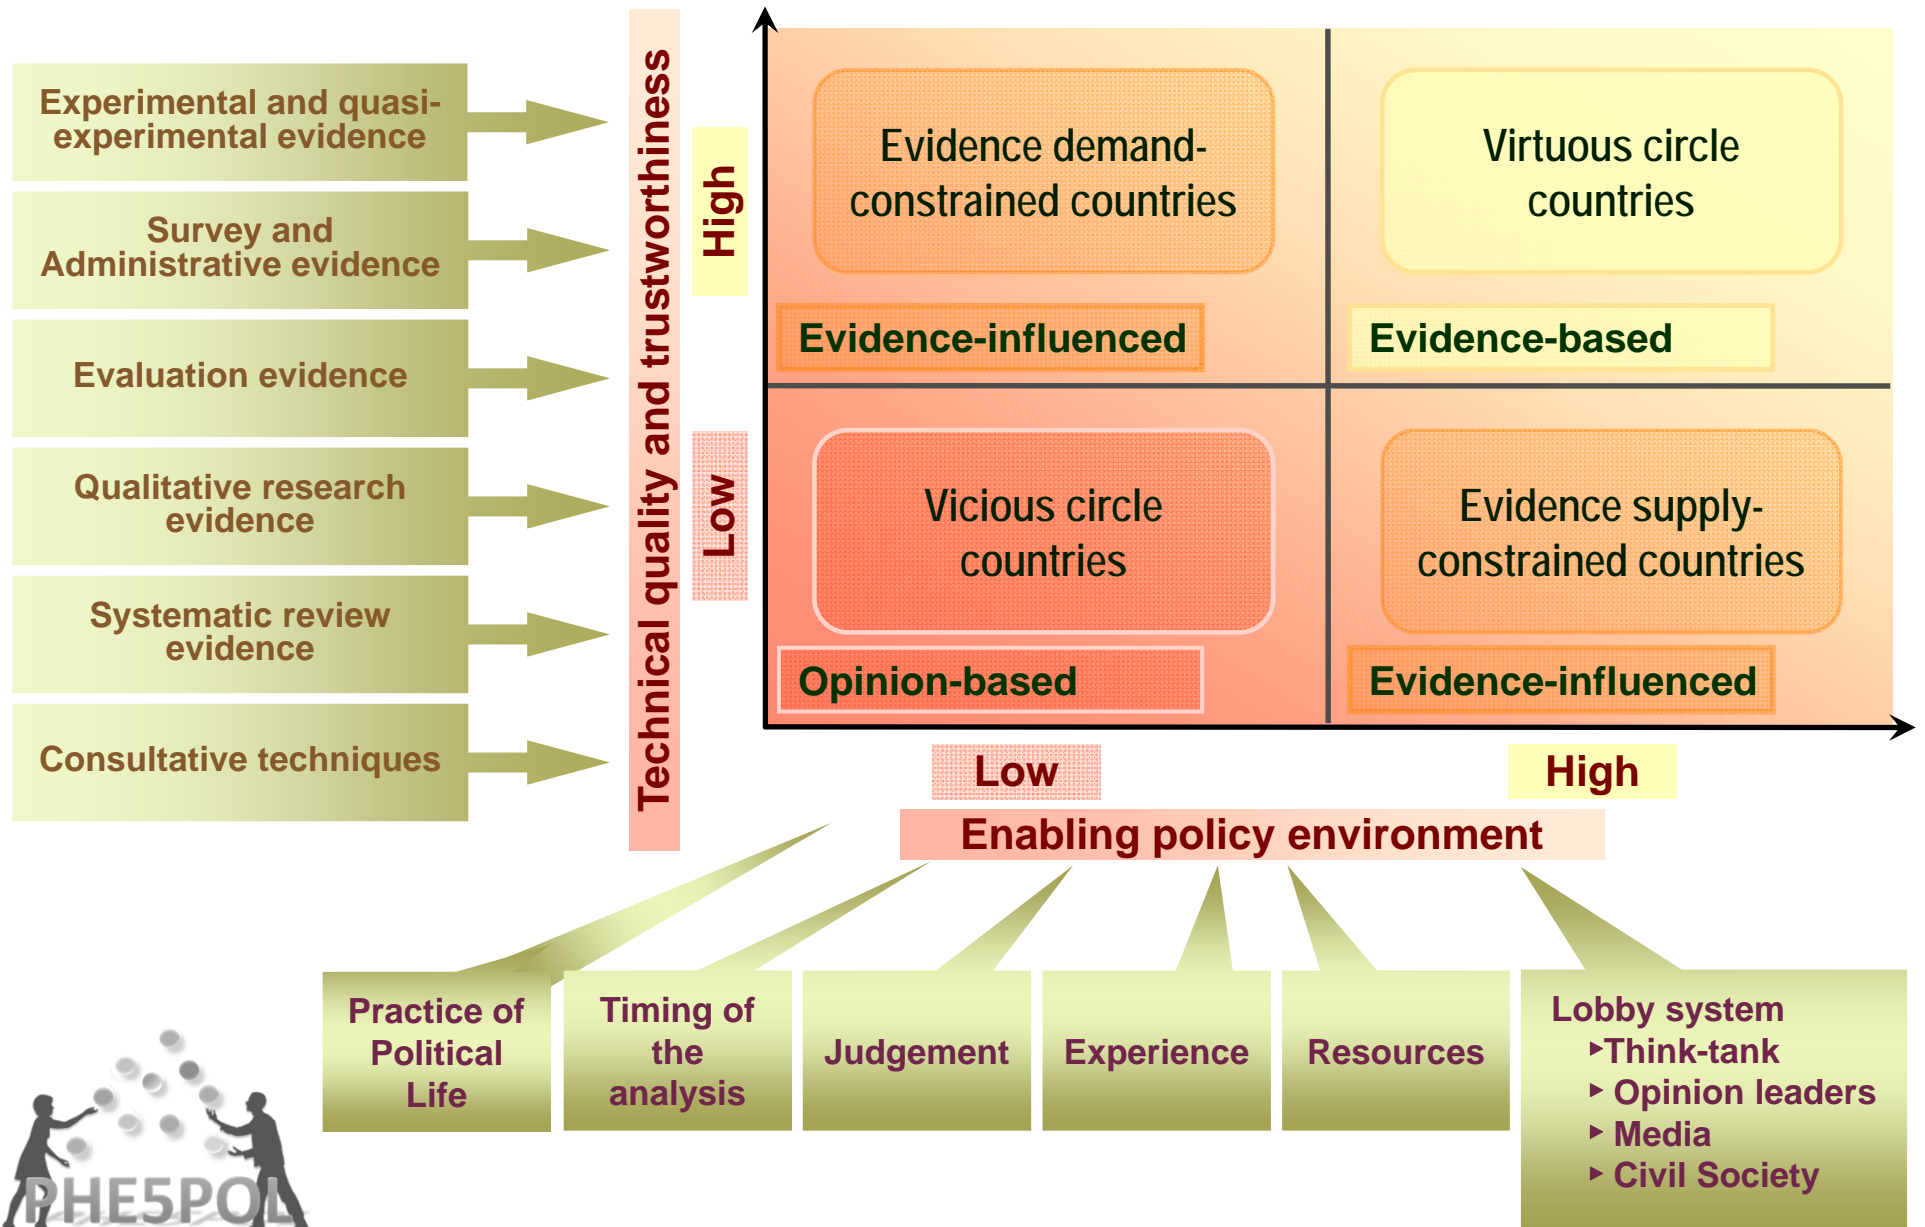 Experimental and quasi-
experimental evidence
Survey and
Administrative evidence
Evaluation evidence
Qualitative research
evidence
Systematic review
evidence
Consultative techniques
Technical quality and trustworthiness
High
Low
Evidence demand-
constrained countries
Evidence-influenced
Virtuous circle
countries
Evidence-based
Vicious circle
countries
Opinion-based
Evidence supply-
constrained countries
Evidence-influenced
Low
High
Enabling policy environment
Practice of
Political
Life
Timing of
the
analysis
Judgement
Experience
Resources
Lobby system
▸Think-tank
▸ Opinion leaders
▸ Media
▸ Civil Society
PHE5POL